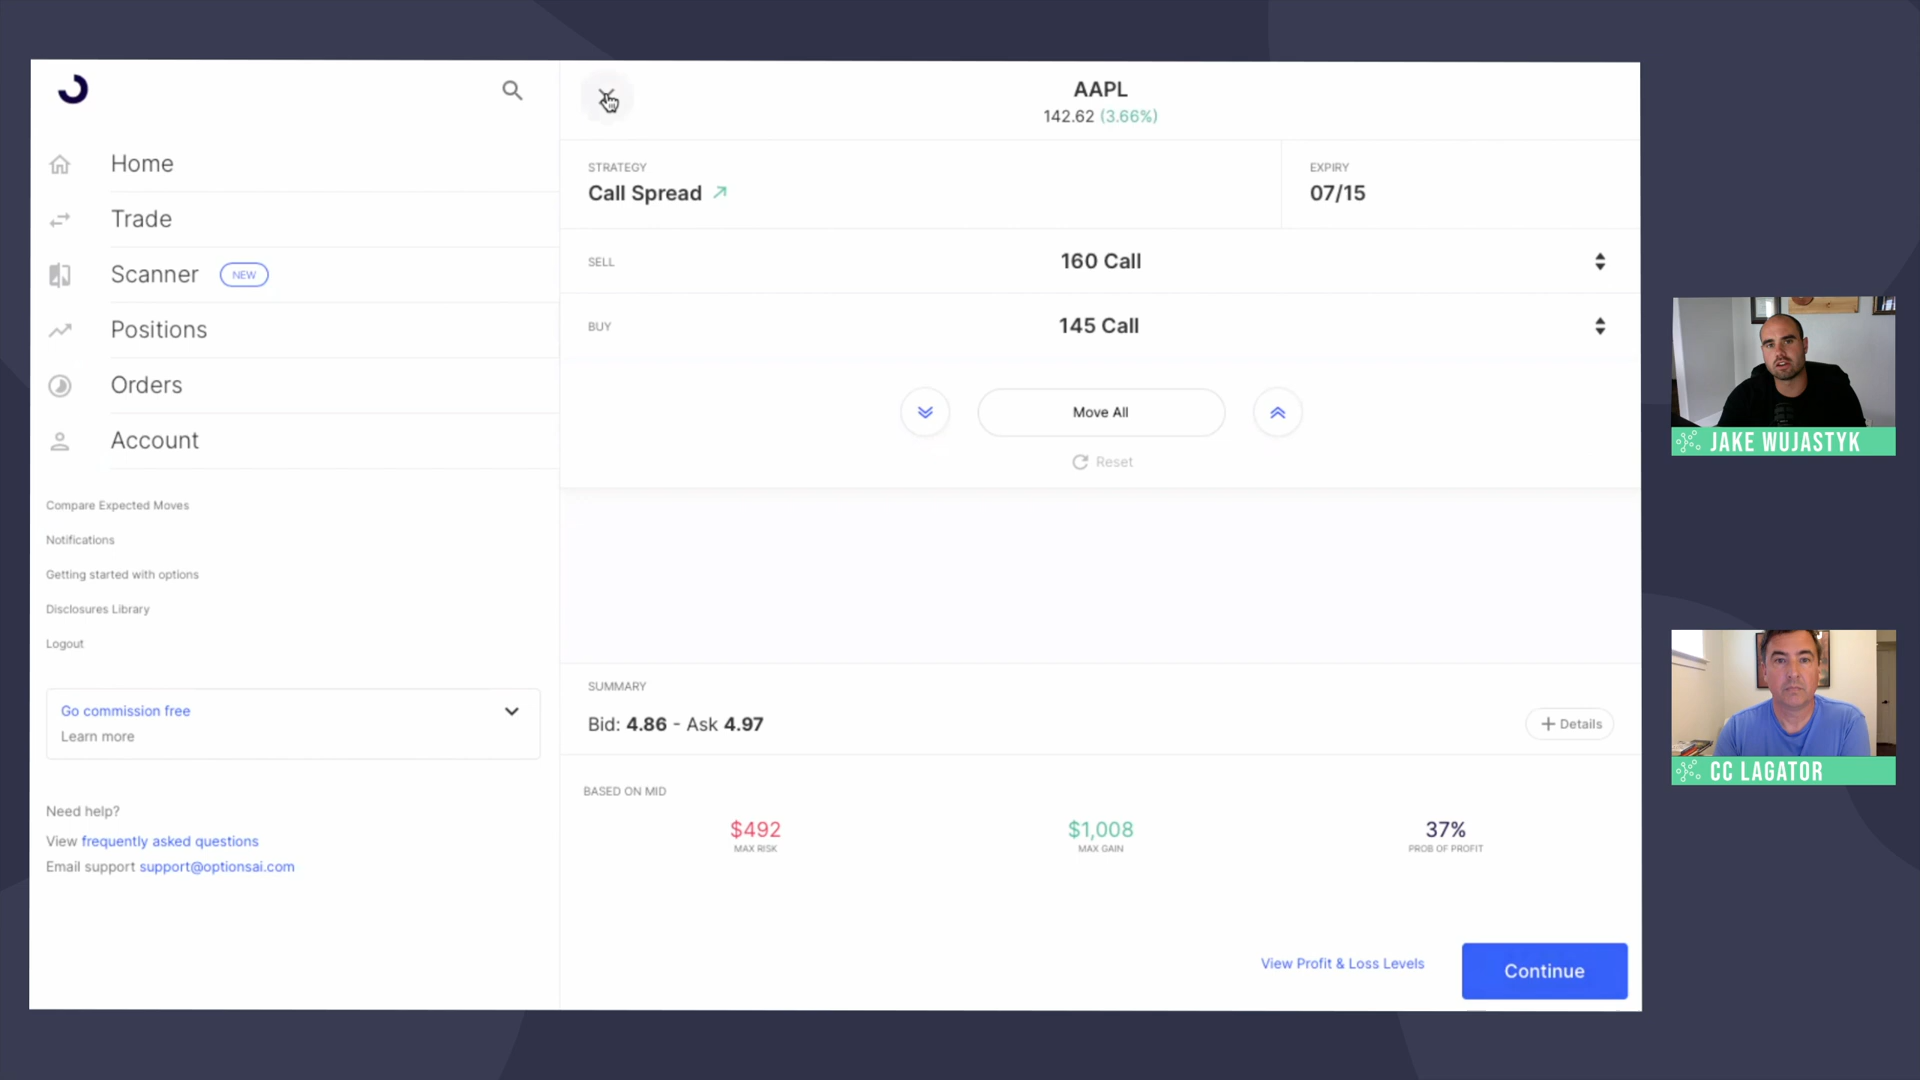 AAPL
142.62 (3.66%)
Home
Trade
Scanner NEW
Positions
Orders
Account
Compare Expected Moves
Notifications
Getting started with options
Disclosures Library
Logout
Go commission free
Learn more
Need help?
View frequently asked questions
Email support support@optionsai.com
STRATEGY
Call Spread
EXPIRY
07/15
SELL
160 Call
BUY
145 Call
Move All
Reset
SUMMARY
Bid: 4.86 - Ask 4.97
Details
BASED ON MID
$492
MAX RISK
$1,008
MAX GAIN
37%
PROB OF PROFIT
View Profit & Loss Levels
Continue
JAKE WUJASTYK
CC LAGATOR